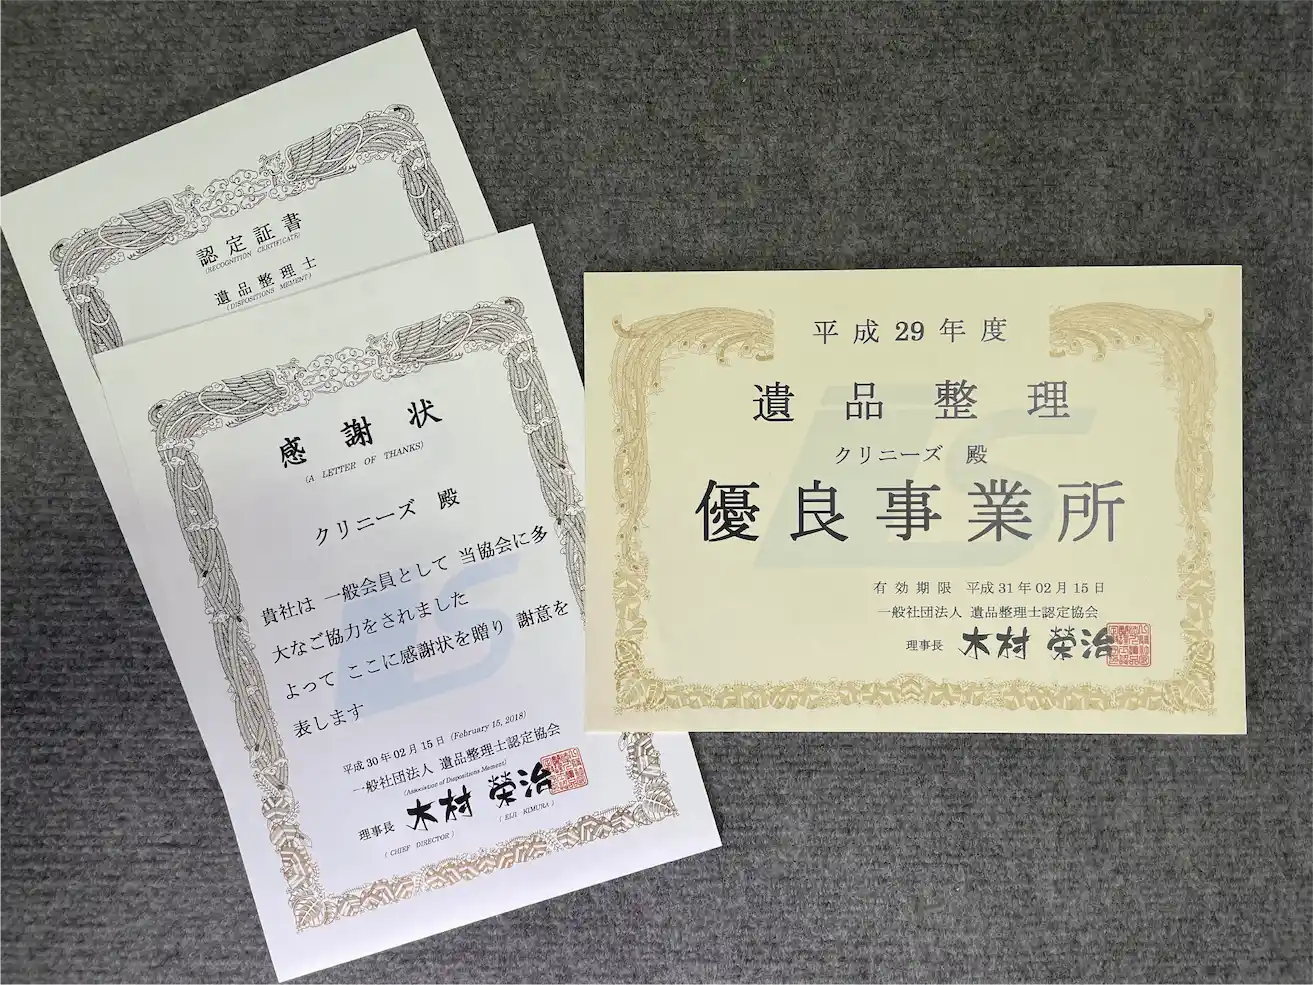 認定証書
(RECOGNITION CERTIFICATE)
遺品整理士
(DISPOSITIONS MEMENT)
感謝状
(A LETTER OF THANKS)
クリニーズ 殿
貴社は 一般会員として 当協会に多
大なご協力をされました
よって ここに感謝状を贈り 謝意を
表します
平成30年02月15日 (February 15, 2018)
一般社団法人 遺品整理士認定協会
(Association of Dispositions Mement)
理事長 木村 榮治
(CHIEF DIRECTOR) (EIJI KIMURA)
平成29年度
遺品整理
クリニーズ 殿
優良事業所
有効期限 平成31年02月15日
一般社団法人 遺品整理士認定協会
理事長 木村 榮治